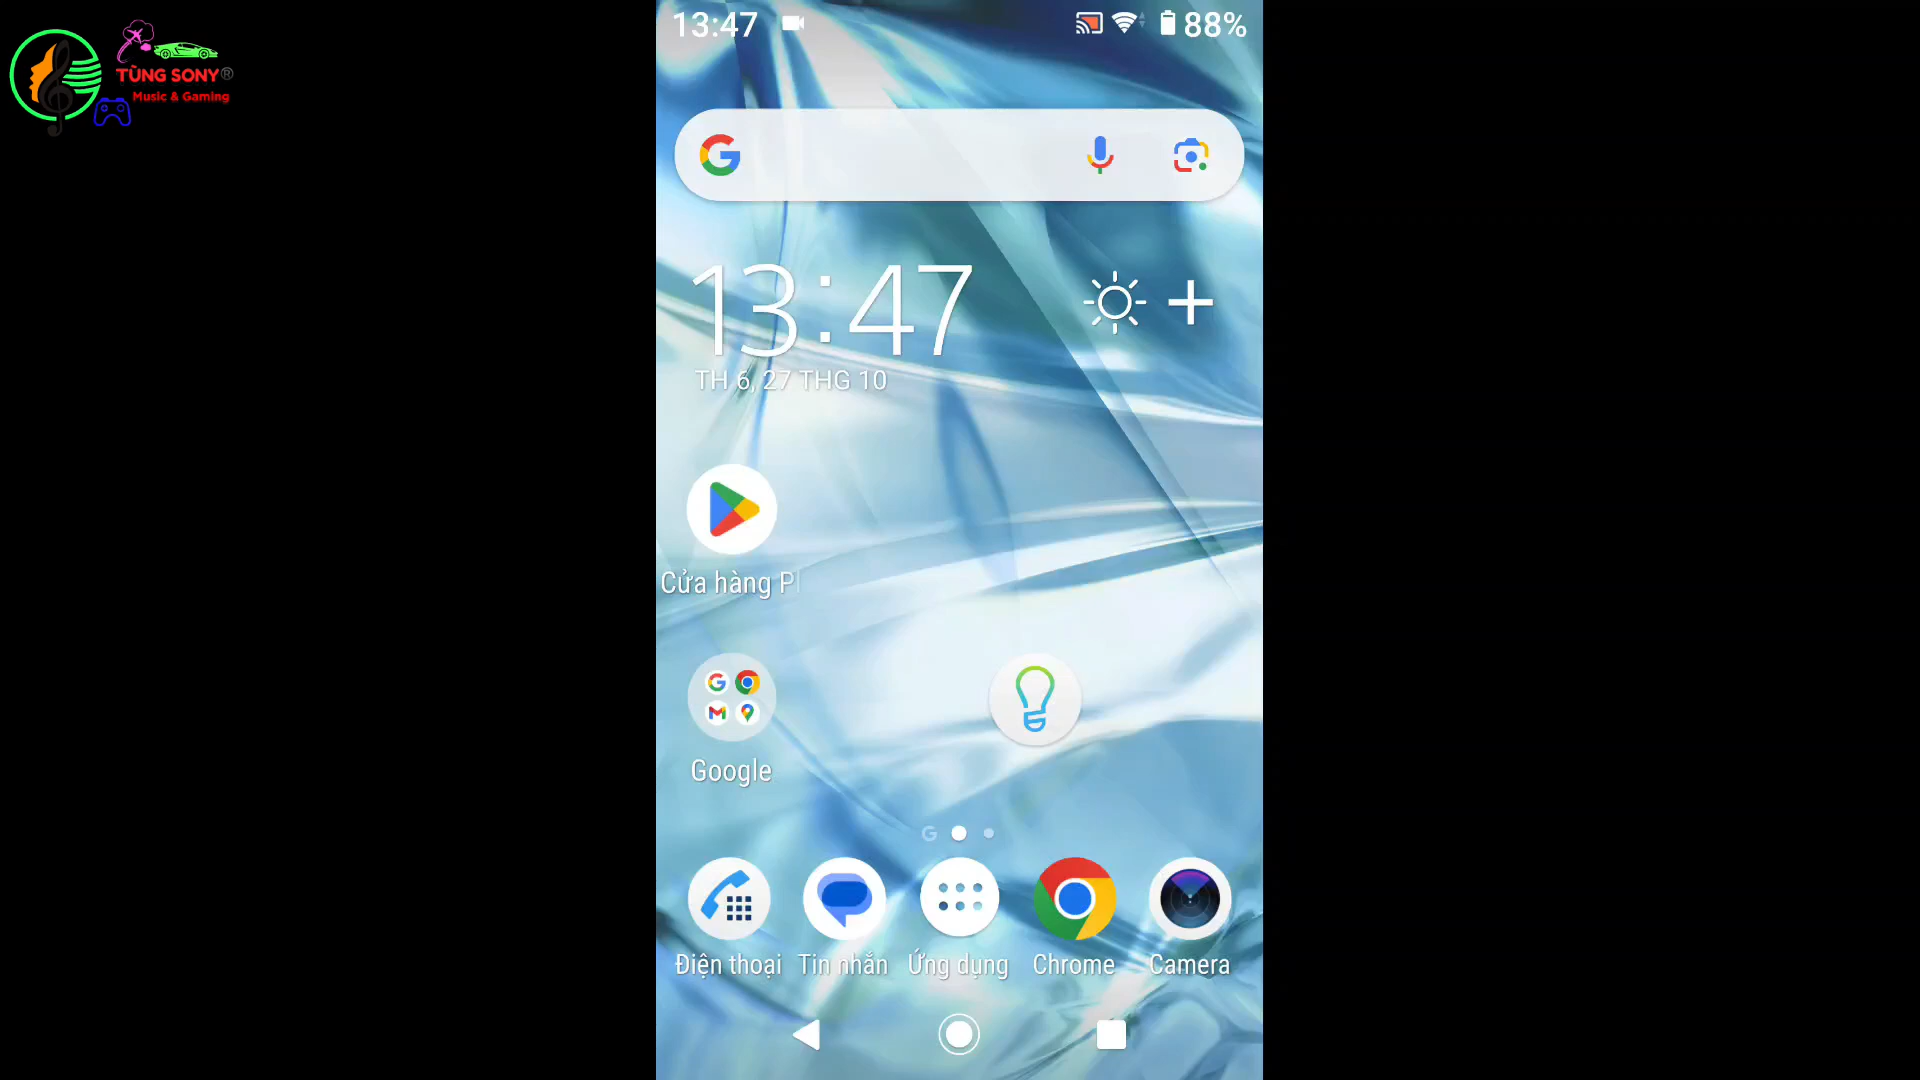 TÙNG SONY®
Music & Gaming
13:47
88%
13:47
TH 6, 27 THG 10
Cửa hàng Pl
Google
Điện thoại
Tin nhắn
Ứng dụng
Chrome
Camera